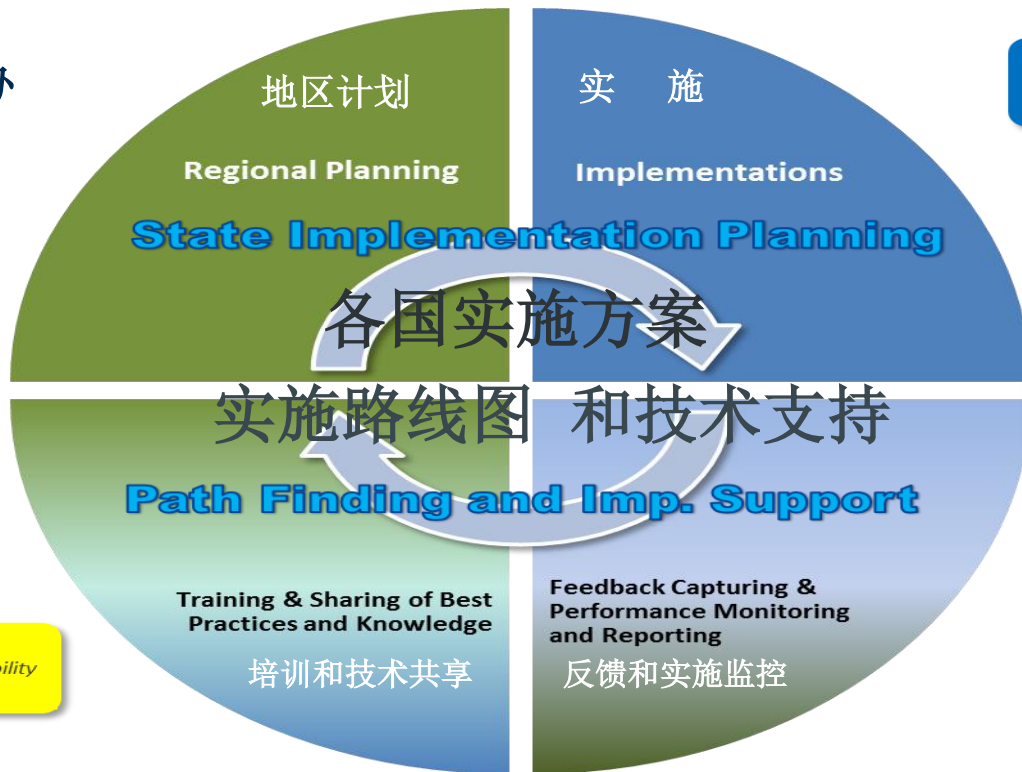 地区计划
实 施
Regional Planning
Implementations
State Implementation Planning
各国实施方案
实施路线图 和技术支持
Path Finding and Imp. Support
Training & Sharing of Best
Practices and Knowledge
Feedback Capturing &
Performance Monitoring
and Reporting
培训和技术共享
反馈和实施监控